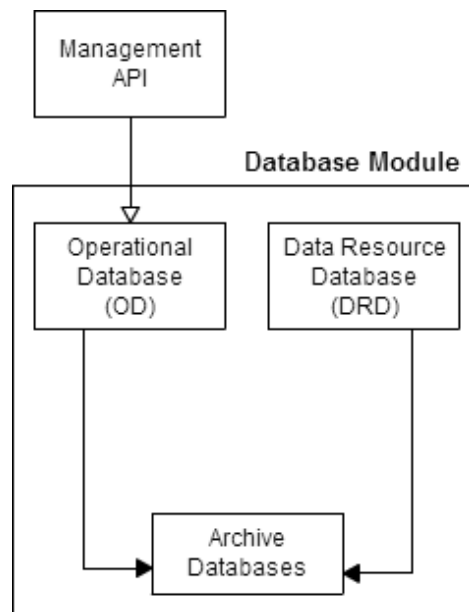 Management
API
Database Module
Operational
Database
(OD)
Data Resource
Database
(DRD)
Archive
Databases